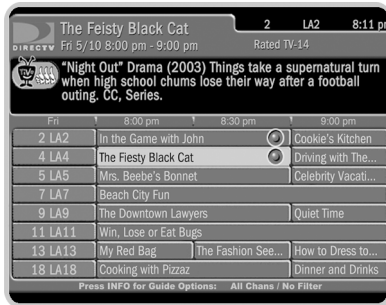 The Feisty Black Cat 2 LA2 8:11 pm
DIRECTV Fri 5/10 8:00 pm - 9:00 pm Rated TV-14
TiVo "Night Out" Drama (2003) Things take a supernatural turn
when high school chums lose their way after a football
outing. CC, Series.
Fri 8:00 pm 8:30 pm 9:00 pm
2 LA2 In the Game with John Cookie's Kitchen
4 LA4 The Fiesty Black Cat Driving with The...
5 LA5 Mrs. Beebe's Bonnet Celebrity Vacati...
7 LA7 Beach City Fun
9 LA9 The Downtown Lawyers Quiet Time
11 LA11 Win, Lose or Eat Bugs
13 LA13 My Red Bag The Fashion See... How to Dress to...
18 LA18 Cooking with Pizzaz Dinner and Drinks
Press INFO for Guide Options: All Chans / No Filter